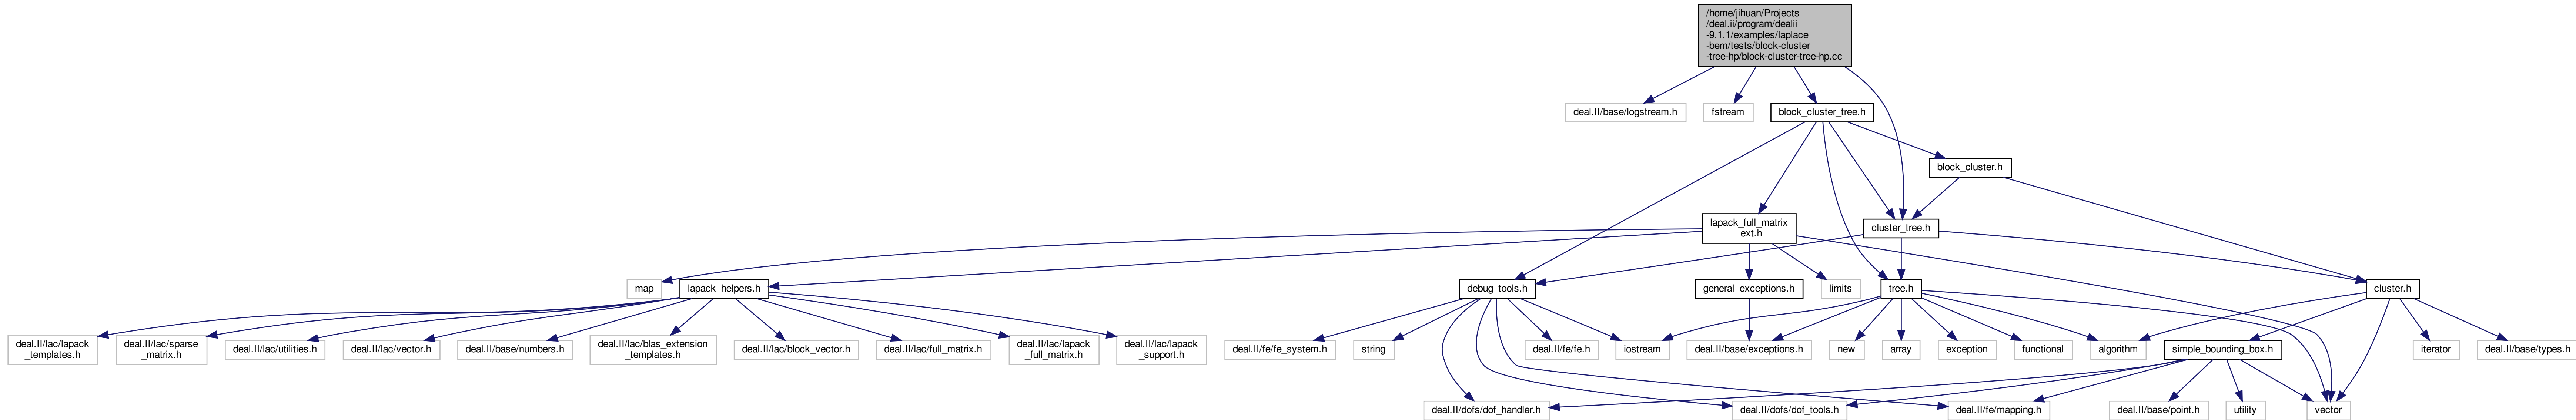 /home/jihuan/Projects
/deal.ii/program/dealii
-9.1.1/examples/laplace
-bem/tests/block-cluster
-tree-hp/block-cluster-tree-hp.cc
deal.II/base/logstream.h
fstream
block_cluster_tree.h
block_cluster.h
lapack_full_matrix
_ext.h
cluster_tree.h
map
lapack_helpers.h
debug_tools.h
general_exceptions.h
limits
tree.h
cluster.h
deal.II/lac/lapack
_templates.h
deal.II/lac/sparse
_matrix.h
deal.II/lac/utilities.h
deal.II/lac/vector.h
deal.II/base/numbers.h
deal.II/lac/blas_extension
_templates.h
deal.II/lac/block_vector.h
deal.II/lac/full_matrix.h
deal.II/lac/lapack
_full_matrix.h
deal.II/lac/lapack
_support.h
deal.II/fe/fe_system.h
string
deal.II/fe/fe.h
iostream
deal.II/base/exceptions.h
new
array
exception
functional
algorithm
simple_bounding_box.h
iterator
deal.II/base/types.h
deal.II/dofs/dof_handler.h
deal.II/dofs/dof_tools.h
deal.II/fe/mapping.h
deal.II/base/point.h
utility
vector